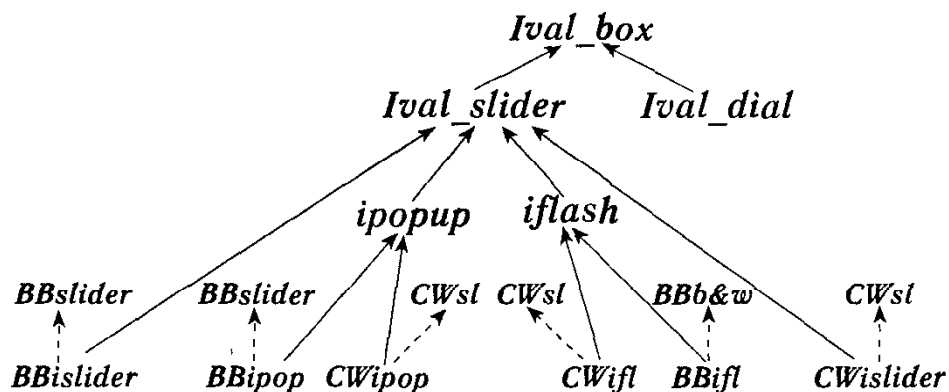 Ival_box
Ival_slider Ival_dial
ipopup iflash
BBslider BBslider CWsl CWsl BBb&w CWsl
BBislider BBipop CWipop CWifl BBifl CWislider